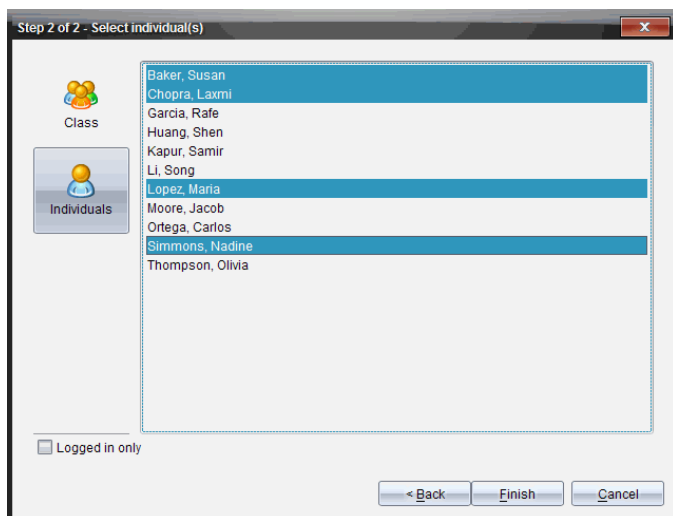 Step 2 of 2 - Select individual(s)
Class
Individuals
Baker, Susan
Chopra, Laxmi
Garcia, Rafe
Huang, Shen
Kapur, Samir
Li, Song
Lopez, Maria
Moore, Jacob
Ortega, Carlos
Simmons, Nadine
Thompson, Olivia
Logged in only
< Back Finish Cancel